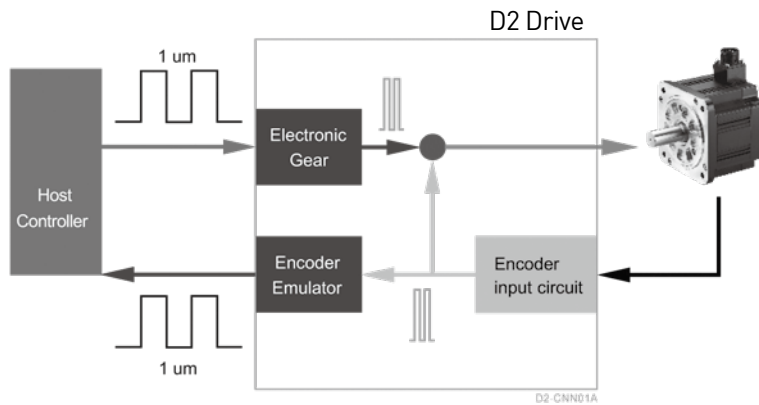 D2 Drive
1 um
Electronic
Gear
Host
Controller
Encoder
Emulator
Encoder
input circuit
1 um
D2-CNN01A